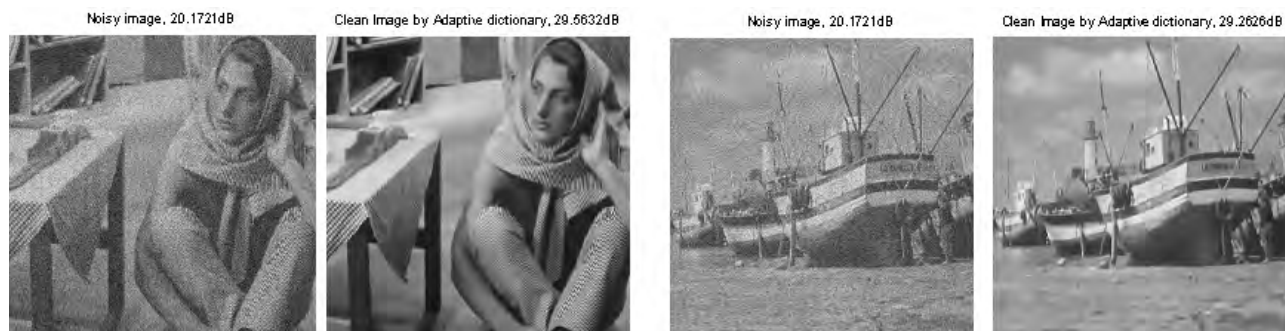 Noisy image, 20.1721dB
Clean Image by Adaptive dictionary, 29.5632dB
Noisy image, 20.1721dB
Clean Image by Adaptive dictionary, 29.2626dB